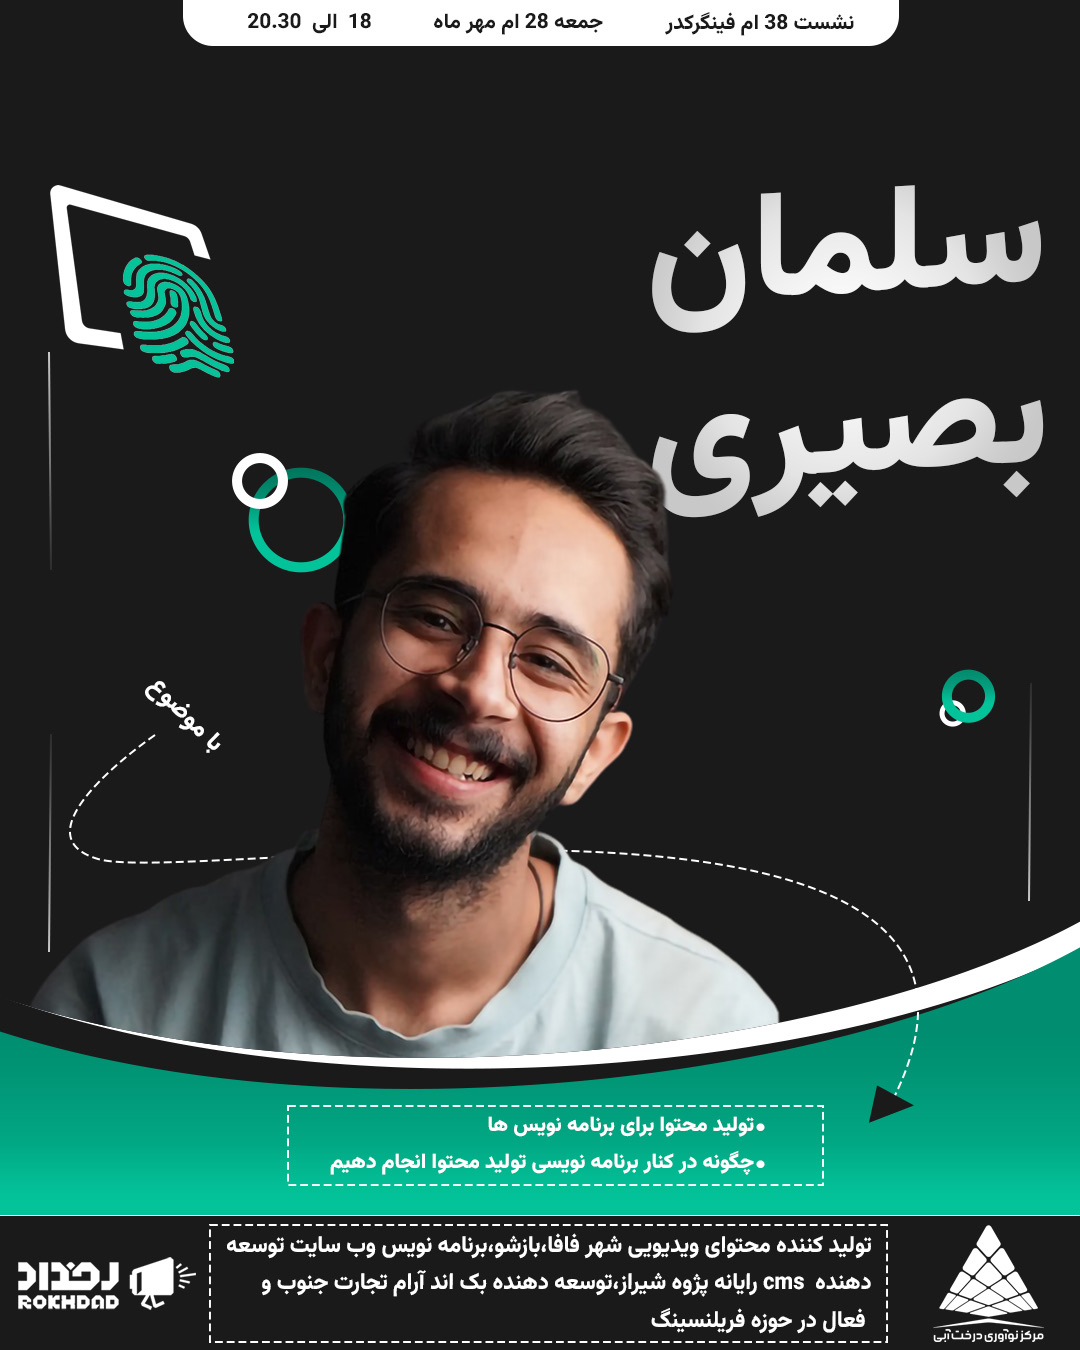 نشست 38 ام فینگرکدر
جمعه 28 ام مهر ماه
18 الی 20.30
سلمان
بصیری
با موضوع
•تولید محتوا برای برنامه نویس ها
•چگونه در کنار برنامه نویسی تولید محتوا انجام دهیم
تولید کننده محتوای ویدیویی شهر فافا،بازشو،برنامه نویس وب سایت توسعه
دهنده cms رایانه پژوه شیراز،توسعه دهنده بک اند آرام تجارت جنوب و
فعال در حوزه فریلنسینگ
مرکز نوآوری درخت آبی
رخداد
ROKHDAD